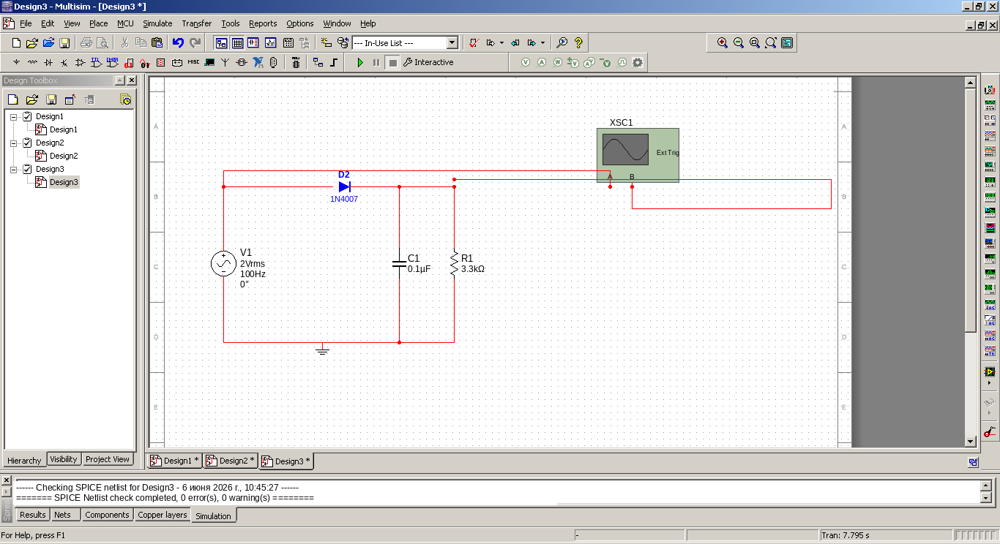 Design3 - Multisim - [Design3 *]
File Edit View Place MCU Simulate Transfer Tools Reports Options Window Help
--- In-Use List ---
Interactive
Design Toolbox
Design1
Design1
Design2
Design2
Design3
Design3
Hierarchy Visibility Project View
A
B
C
D
E
A
B
C
D
E
XSC1
Ext Trig
A B
D2
1N4007
V1
2Vrms
100Hz
0°
C1
0.1µF
R1
3.3kΩ
Design1 * Design2 * Design3 *
------ Checking SPICE netlist for Design3 - 6 июня 2026 г., 10:45:27 ------
======= SPICE Netlist check completed, 0 error(s), 0 warning(s) ========
Results Nets Components Copper layers Simulation
For Help, press F1
-
Tran: 7.795 s